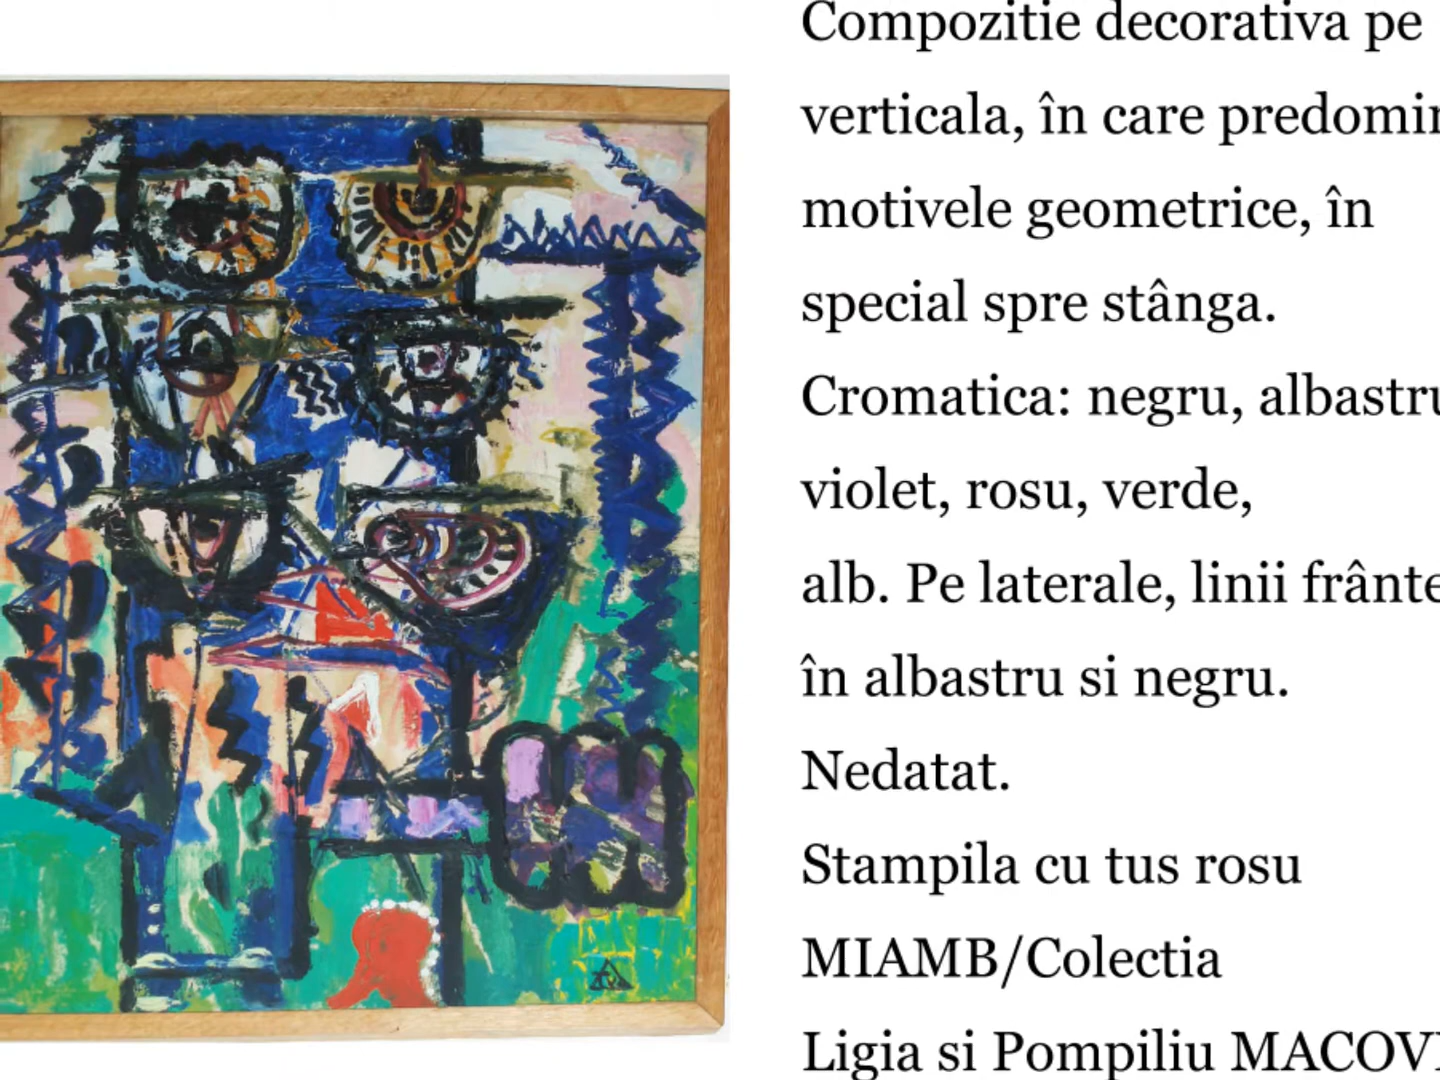 Compozitie decorativa pe
verticala, în care predomin
motivele geometrice, în
special spre stânga.
Cromatica: negru, albastru
violet, rosu, verde,
alb. Pe laterale, linii frânte
în albastru si negru.
Nedatat.
Stampila cu tus rosu
MIAMB/Colectia
Ligia si Pompiliu MACOV